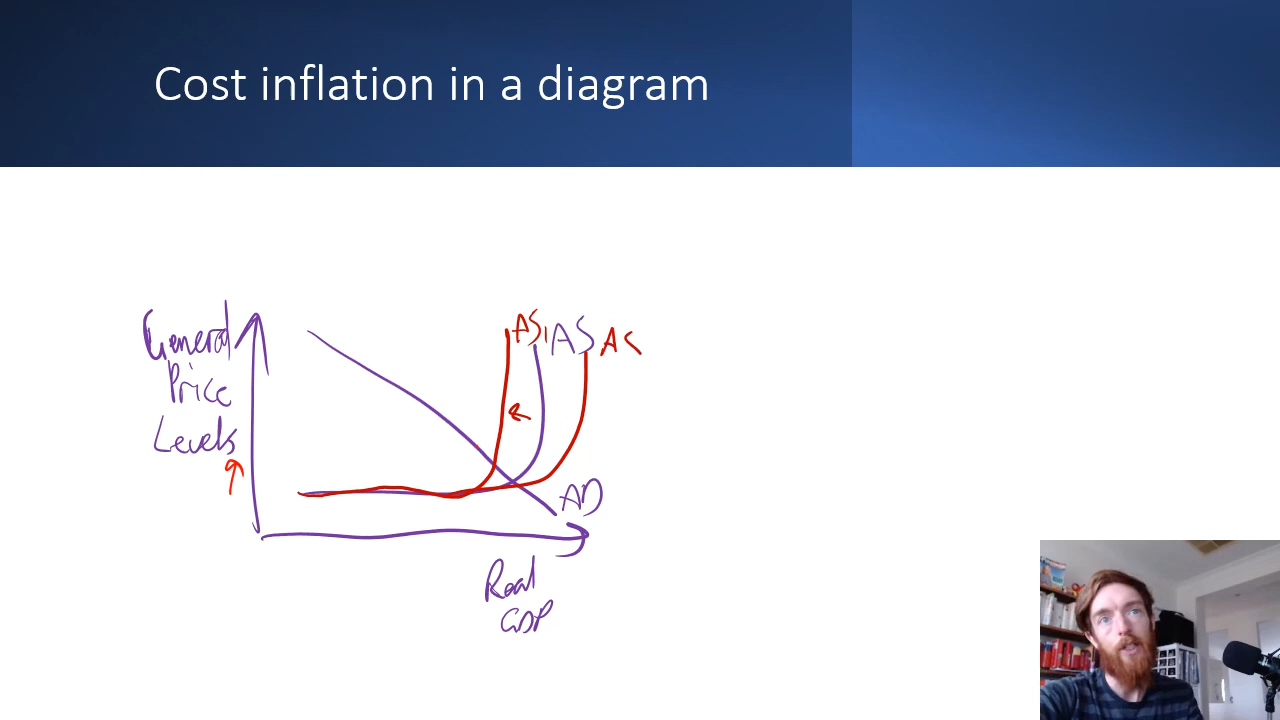 Cost inflation in a diagram
General
Price
Levels
AS1 AS AS
AD
Real
GDP